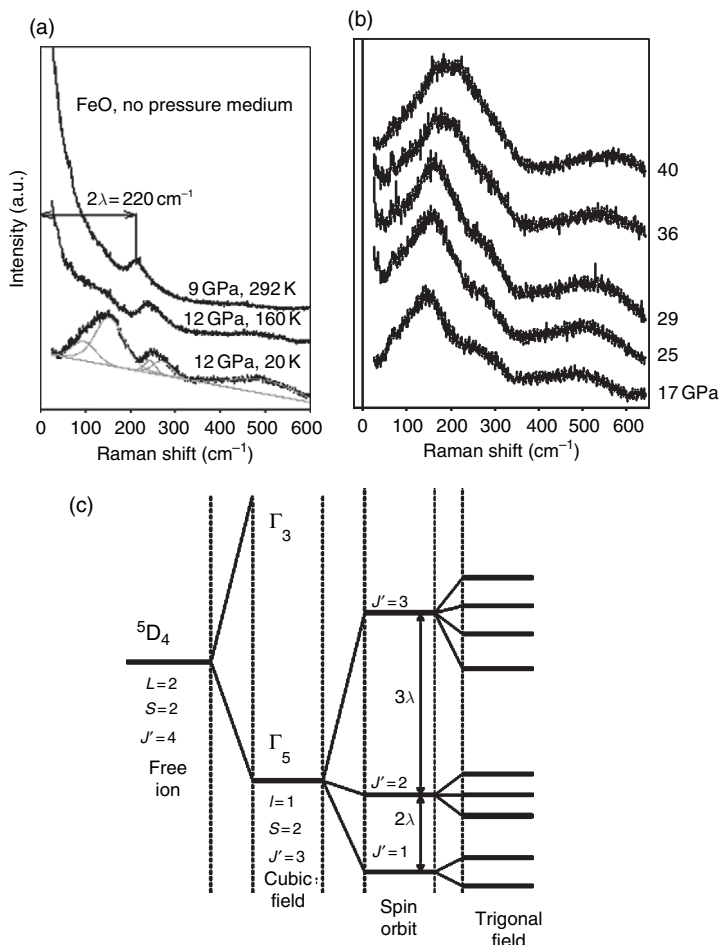 (a)
FeO, no pressure medium
2λ=220 cm⁻¹
9 GPa, 292 K
12 GPa, 160 K
12 GPa, 20 K
Intensity (a.u.)
0 100 200 300 400 500 600
Raman shift (cm⁻¹)
(b)
40
36
29
25
17 GPa
0 100 200 300 400 500 600
Raman shift (cm⁻¹)
(c)
Γ₃
⁵D₄
L=2
S=2
J'=4
Free
ion
Γ₅
l=1
S=2
J'=3
Cubic
field
J'=3
3λ
J'=2
2λ
J'=1
Spin
orbit
Trigonal
field